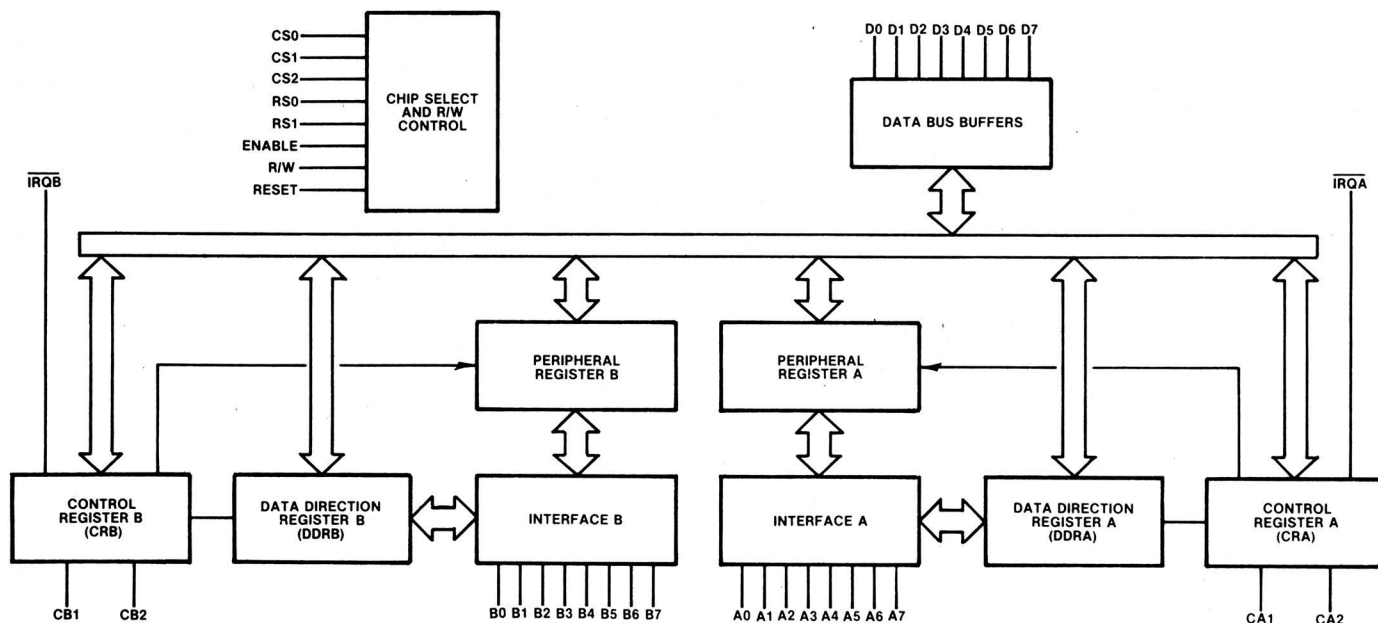 CS0
CS1
CS2
RS0
RS1
ENABLE
R/W
RESET
CHIP SELECT
AND R/W
CONTROL
D0 D1 D2 D3 D4 D5 D6 D7
DATA BUS BUFFERS
IRQB
IRQA
PERIPHERAL
REGISTER B
PERIPHERAL
REGISTER A
CONTROL
REGISTER B
(CRB)
DATA DIRECTION
REGISTER B
(DDRB)
INTERFACE B
INTERFACE A
DATA DIRECTION
REGISTER A
(DDRA)
CONTROL
REGISTER A
(CRA)
CB1 CB2
B0 B1 B2 B3 B4 B5 B6 B7
A0 A1 A2 A3 A4 A5 A6 A7
CA1 CA2